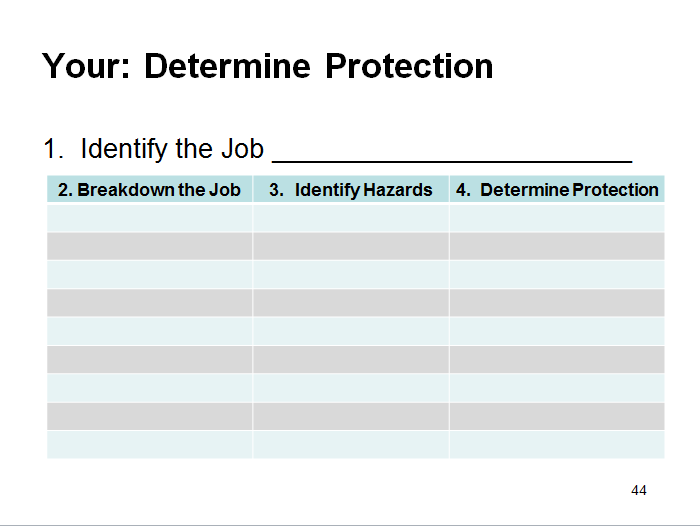 Your: Determine Protection
1. Identify the Job ________________________
2. Breakdown the Job 3. Identify Hazards 4. Determine Protection
44